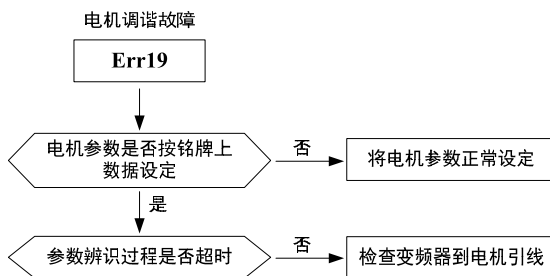 电机调谐故障
Err19
电机参数是否按铭牌上
数据设定
否
将电机参数正常设定
是
参数辨识过程是否超时
否
检查变频器到电机引线